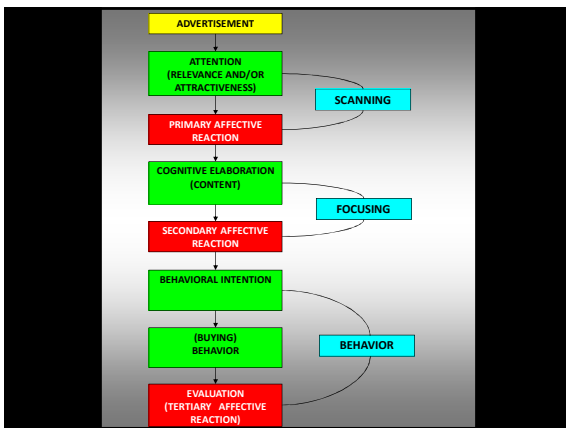 ADVERTISEMENT
ATTENTION
(RELEVANCE AND/OR
ATTRACTIVENESS)
SCANNING
PRIMARY AFFECTIVE
REACTION
COGNITIVE ELABORATION
(CONTENT)
FOCUSING
SECONDARY AFFECTIVE
REACTION
BEHAVIORAL INTENTION
(BUYING)
BEHAVIOR
BEHAVIOR
EVALUATION
(TERTIARY AFFECTIVE
REACTION)